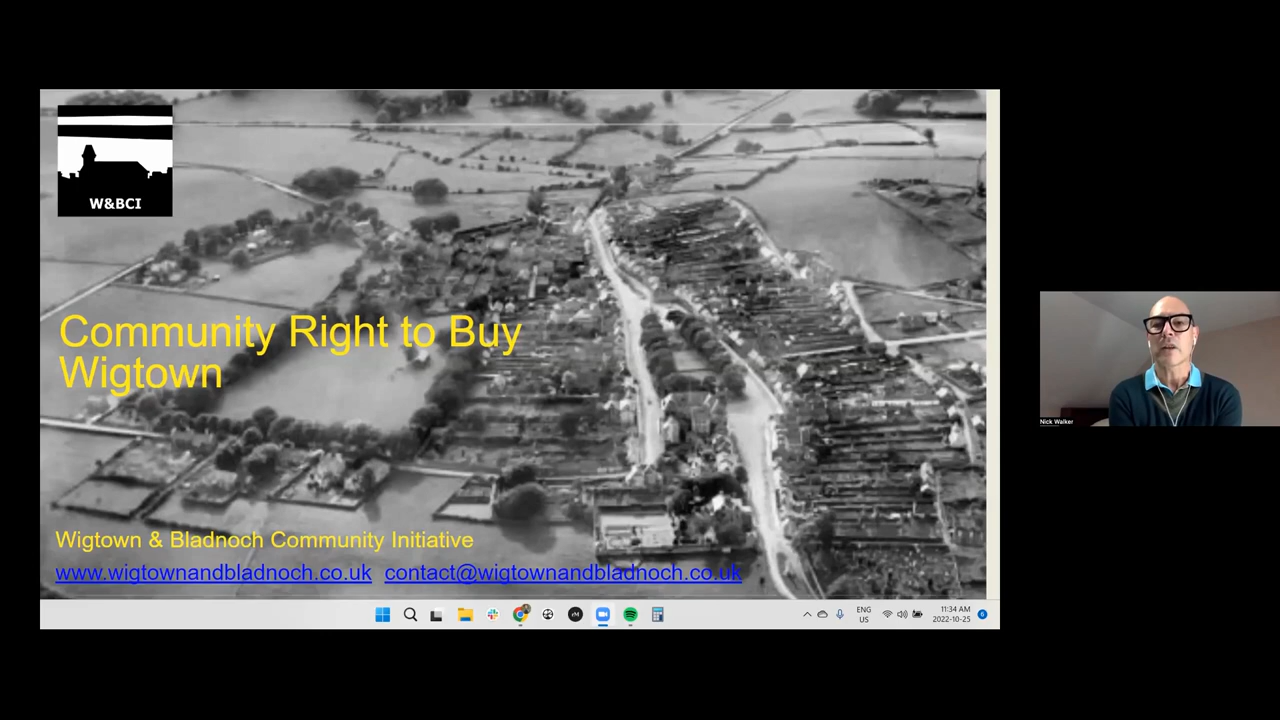 W&BCI
Community Right to Buy
Wigtown
Wigtown & Bladnoch Community Initiative
www.wigtownandbladnoch.co.uk contact@wigtownandbladnoch.co.uk
Nick Walker
ENG
US
11:34 AM
2022-10-25
6